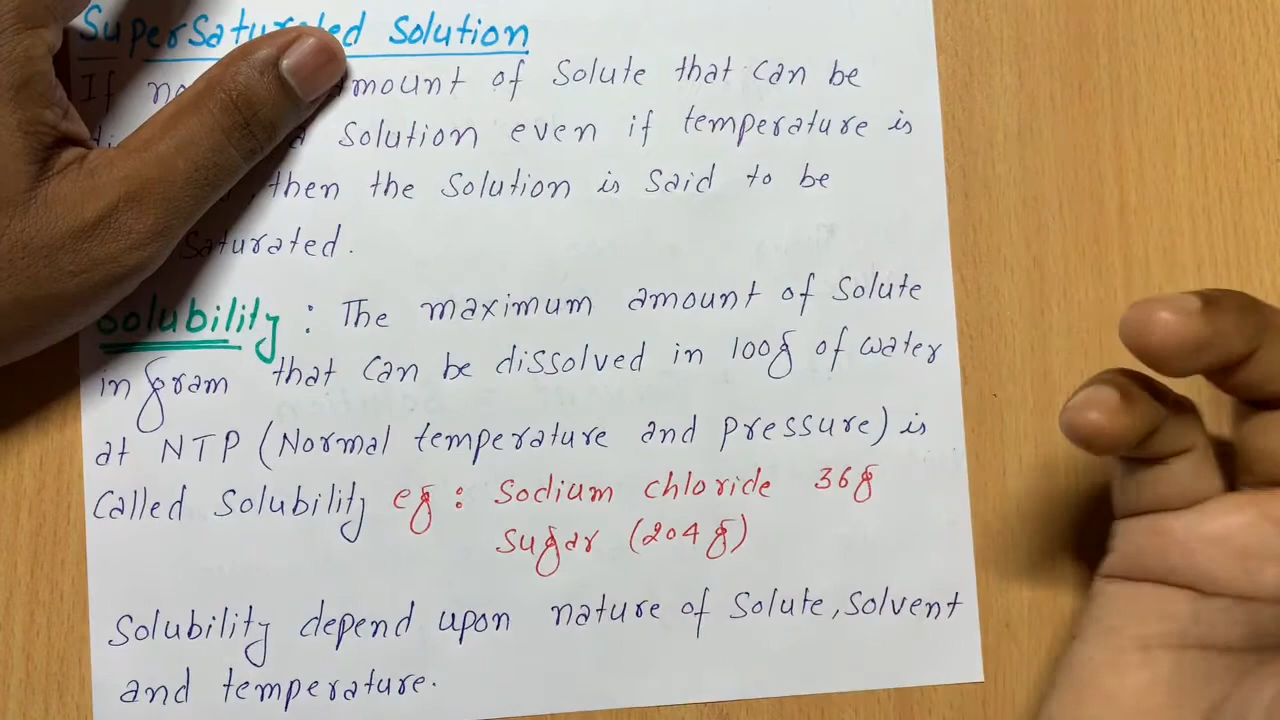 SuperSaturated Solution
If amount of Solute that can be
Solution even if temperature is
, then the Solution is Said to be
Saturated.
Solubility : The maximum amount of Solute
in gram that can be dissolved in 100g of water
at NTP (Normal temperature and pressure) is
Called Solubility eg : Sodium chloride 36g
Sugar (204g)
Solubility depend upon nature of Solute, Solvent
and temperature.